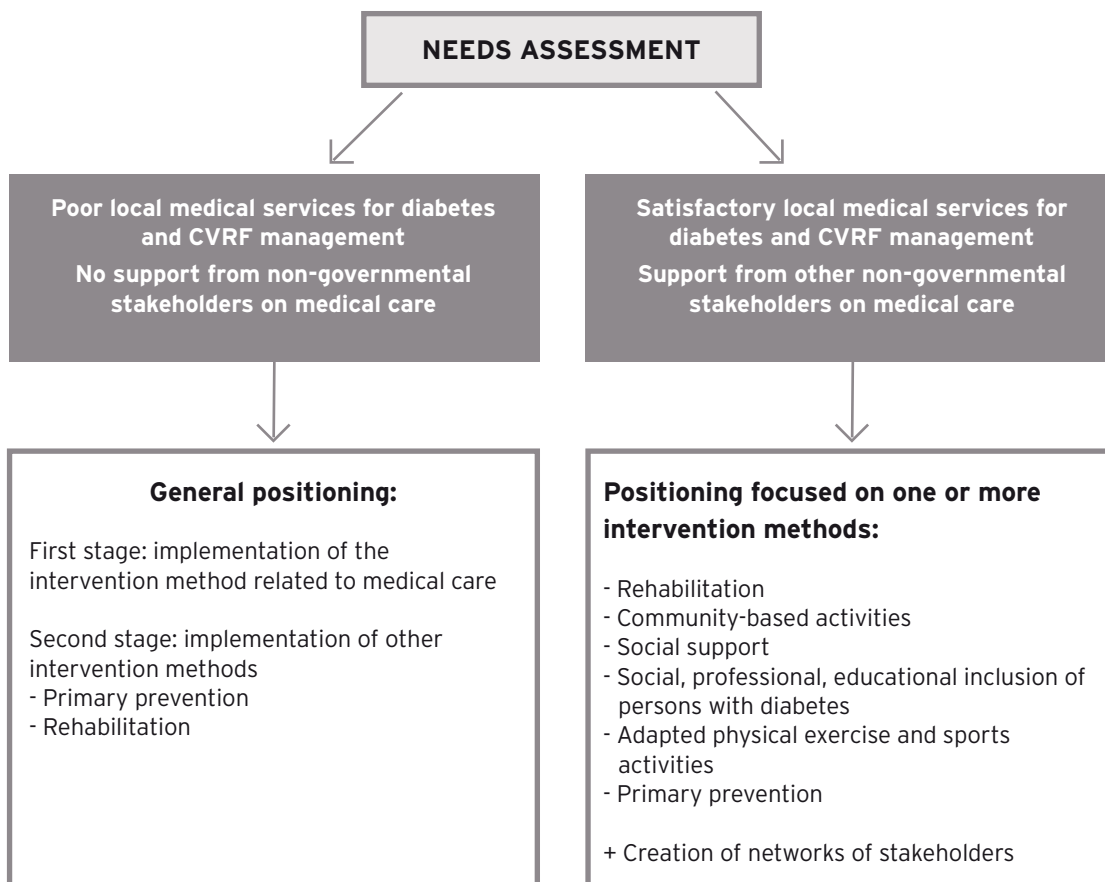 NEEDS ASSESSMENT
Poor local medical services for diabetes
and CVRF management
No support from non-governmental
stakeholders on medical care
Satisfactory local medical services for
diabetes and CVRF management
Support from other non-governmental
stakeholders on medical care
General positioning:
First stage: implementation of the
intervention method related to medical care
Second stage: implementation of other
intervention methods
- Primary prevention
- Rehabilitation
Positioning focused on one or more
intervention methods:
- Rehabilitation
- Community-based activities
- Social support
- Social, professional, educational inclusion of
persons with diabetes
- Adapted physical exercise and sports
activities
- Primary prevention
+ Creation of networks of stakeholders